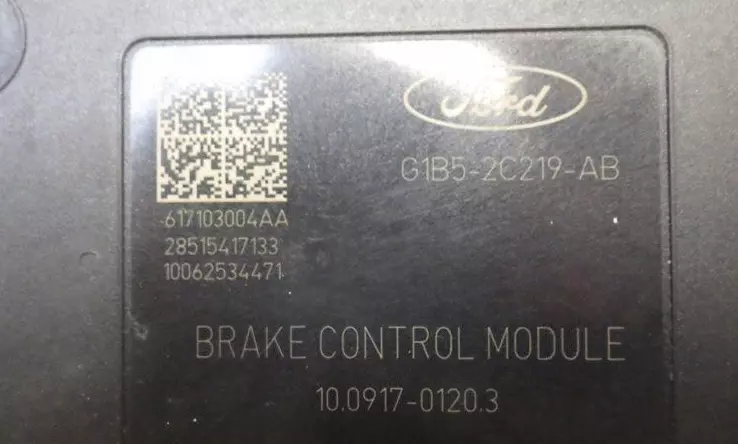 Ford
G1B5-2C219-AB
617103004AA
28515417133
10062534471
BRAKE CONTROL MODULE
10.0917-0120.3